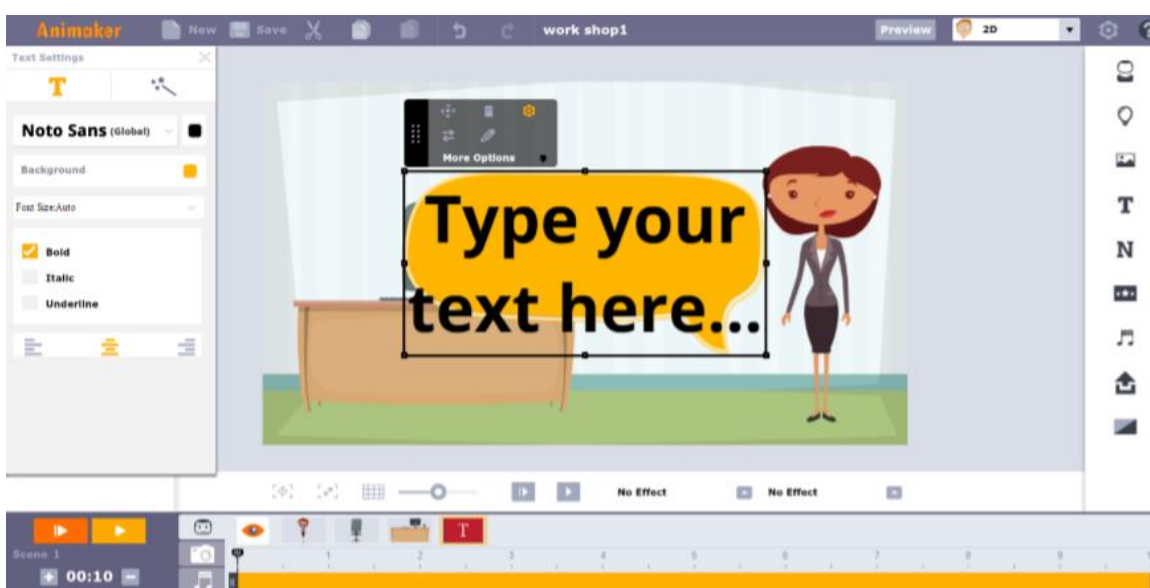 Animaker New Save work shop1 Preview 2D ?
Text Settings
T
Noto Sans (Global)
Background
Font Size:Auto
Bold
Italic
Underline
More Options
Type your
text here...
T
N
No Effect No Effect
T
Scene 1
1 2 3 4 5 6 7 8 9
00:10